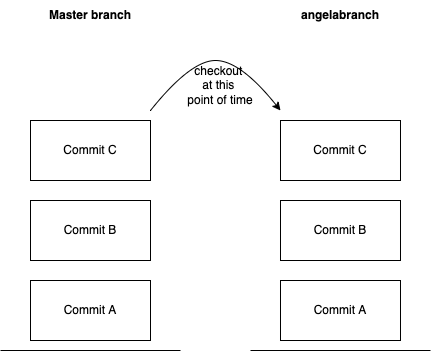 Master branch
angelabranch
checkout
at this
point of time
Commit C
Commit C
Commit B
Commit B
Commit A
Commit A